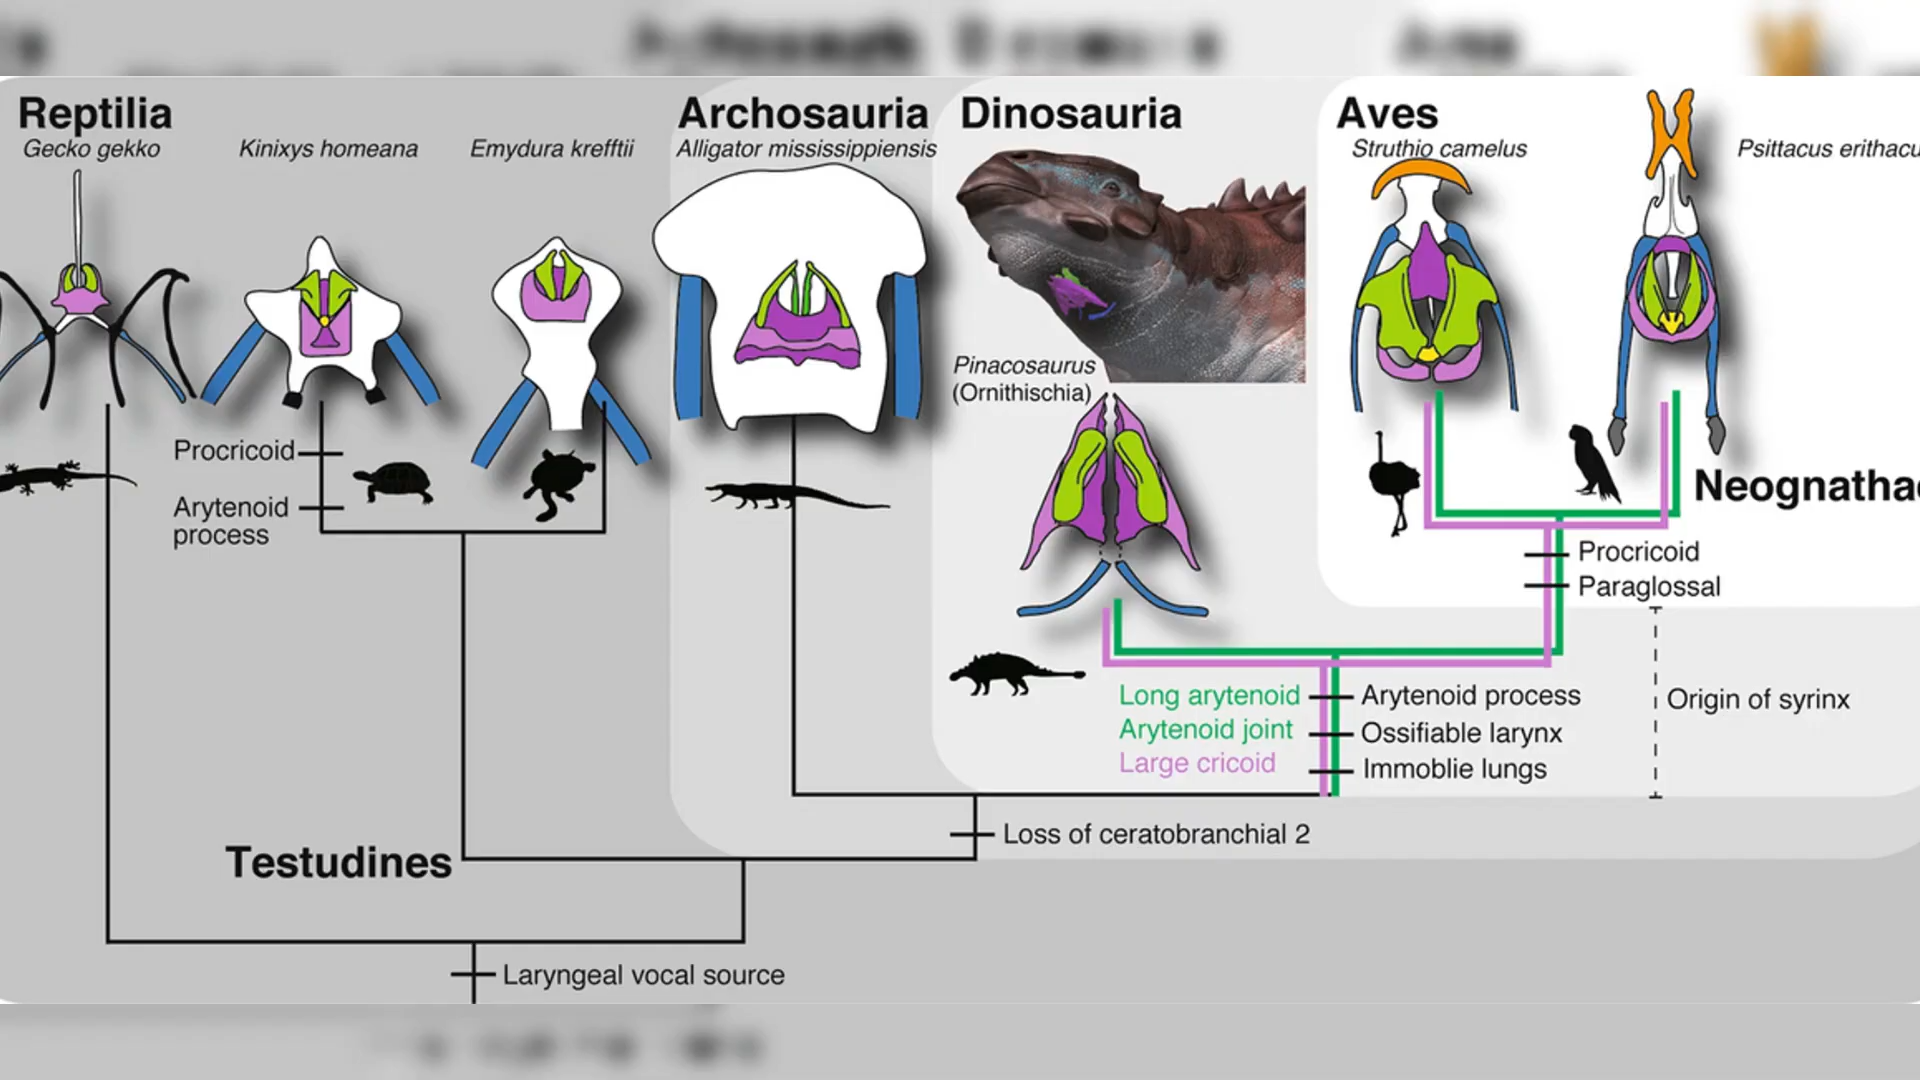 Reptilia
Gecko gekko
Kinixys homeana
Emydura krefftii
Archosauria
Alligator mississippiensis
Dinosauria
Pinacosaurus
(Ornithischia)
Aves
Struthio camelus
Psittacus erithacu
Neognathae
Procricoid
Arytenoid
process
Procricoid
Paraglossal
Long arytenoid
Arytenoid joint
Large cricoid
Arytenoid process
Ossifiable larynx
Immoblie lungs
Origin of syrinx
Loss of ceratobranchial 2
Testudines
Laryngeal vocal source